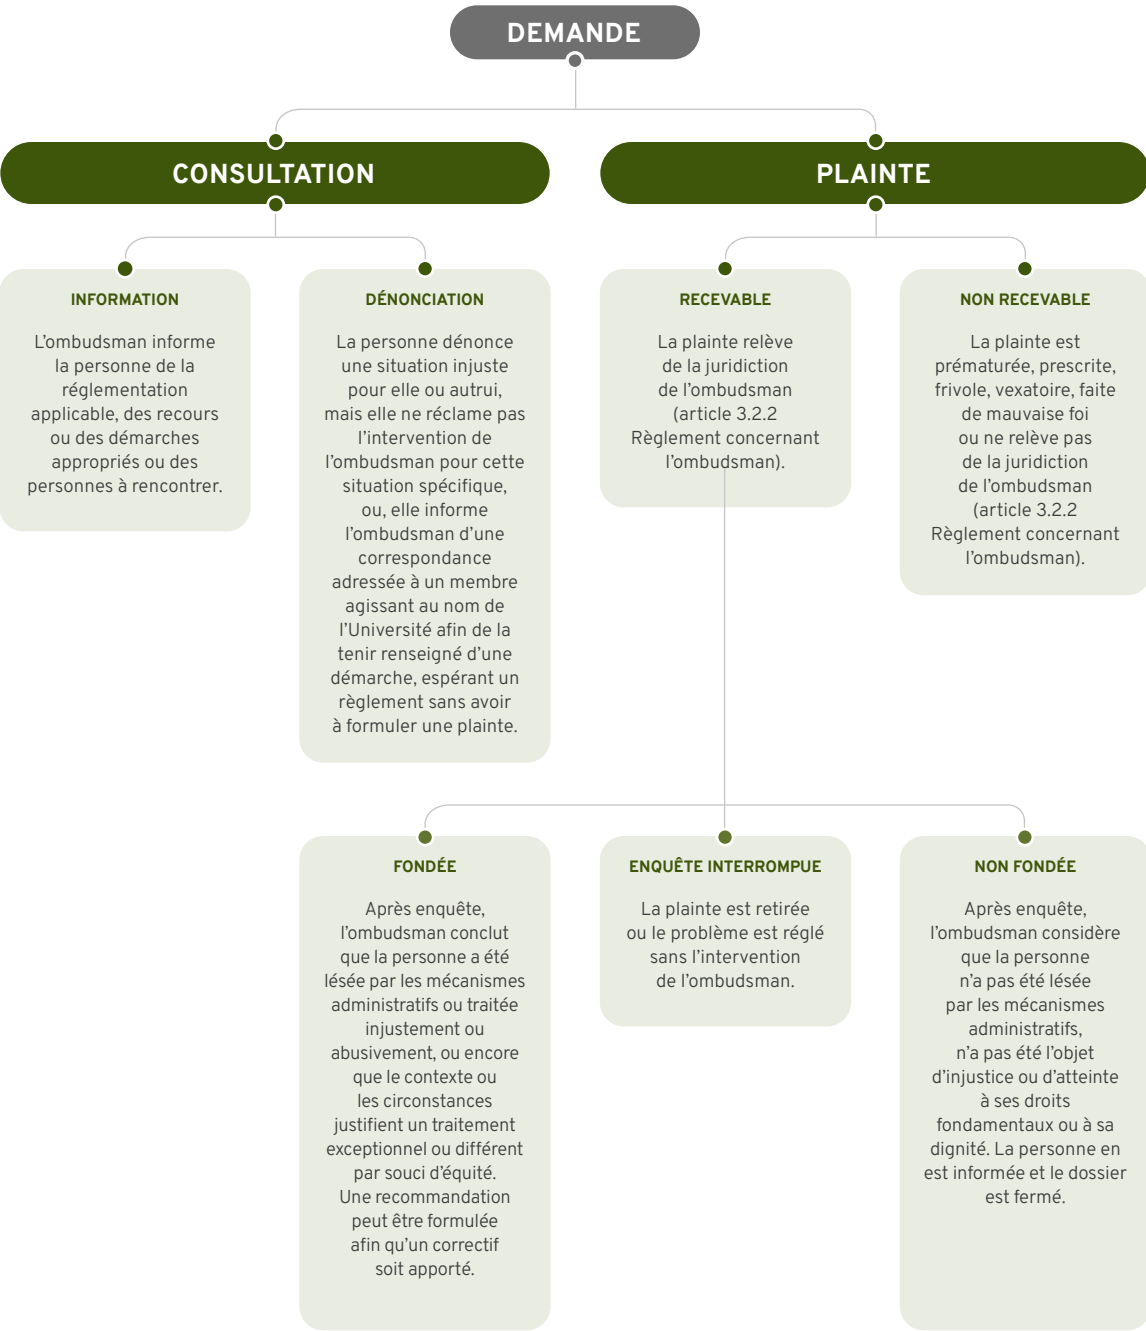 DEMANDE
CONSULTATION
PLAINTE
INFORMATION
L’ombudsman informe
la personne de la
réglementation
applicable, des recours
ou des démarches
appropriés ou des
personnes à rencontrer.
DÉNONCIATION
La personne dénonce
une situation injuste
pour elle ou autrui,
mais elle ne réclame pas
l’intervention de
l’ombudsman pour cette
situation spécifique,
ou, elle informe
l’ombudsman d’une
correspondance
adressée à un membre
agissant au nom de
l’Université afin de la
tenir renseigné d’une
démarche, espérant un
règlement sans avoir
à formuler une plainte.
RECEVABLE
La plainte relève
de la juridiction
de l’ombudsman
(article 3.2.2
Règlement concernant
l’ombudsman).
NON RECEVABLE
La plainte est
prématurée, prescrite,
frivole, vexatoire, faite
de mauvaise foi
ou ne relève pas
de la juridiction
de l’ombudsman
(article 3.2.2
Règlement concernant
l’ombudsman).
FONDÉE
Après enquête,
l’ombudsman conclut
que la personne a été
lésée par les mécanismes
administratifs ou traitée
injustement ou
abusivement, ou encore
que le contexte ou
les circonstances
justifient un traitement
exceptionnel ou différent
par souci d’équité.
Une recommandation
peut être formulée
afin qu’un correctif
soit apporté.
ENQUÊTE INTERROMPUE
La plainte est retirée
ou le problème est réglé
sans l’intervention
de l’ombudsman.
NON FONDÉE
Après enquête,
l’ombudsman considère
que la personne
n’a pas été lésée
par les mécanismes
administratifs,
n’a pas été l’objet
d’injustice ou d’atteinte
à ses droits
fondamentaux ou à sa
dignité. La personne en
est informée et le dossier
est fermé.